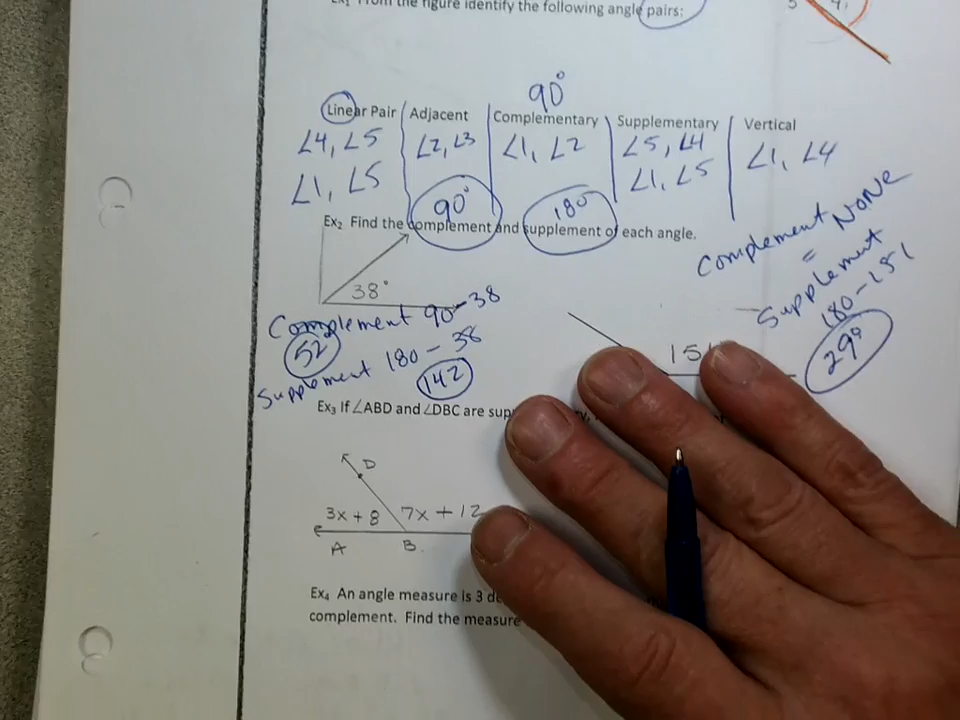 From the figure identify the following angle pairs:
90°
Linear Pair Adjacent Complementary Supplementary Vertical
∠4, ∠5 ∠2, ∠3 ∠1, ∠2 ∠5, ∠4 ∠1, ∠4
∠1, ∠5 ∠1, ∠5
90° 180°
Ex2 Find the complement and supplement of each angle.
38°
Complement 90-38
52
Supplement 180 - 38
142
Complement NONE
=
Supplement
180-151
29°
151
Ex3 If ∠ABD and ∠DBC are
D
3x + 8 7x + 12
A B
Ex4 An angle measure is 3
complement. Find the measure